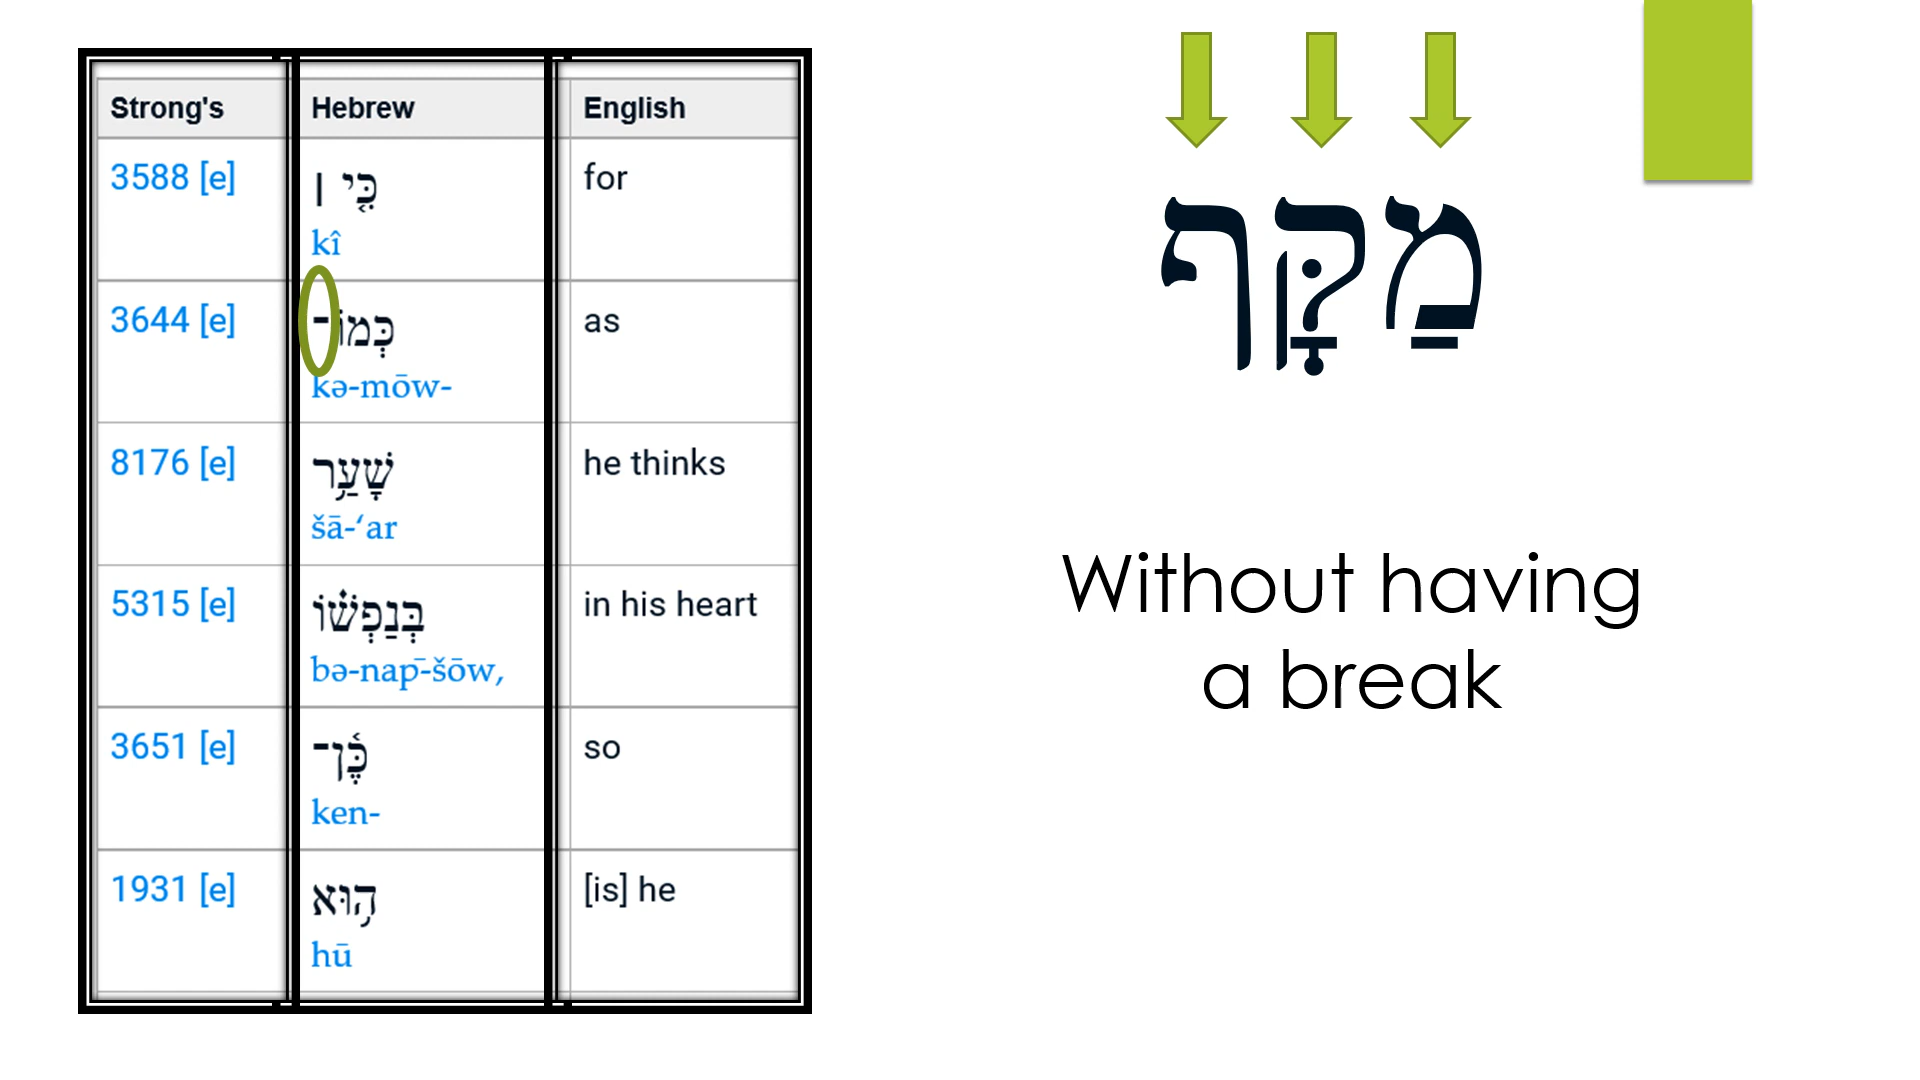 Strong's Hebrew English
3588 [e] כִּ֤י ׀ for
kî
3644 [e] כְּמוֹ־ as
kə-mōw-
8176 [e] שָׁעַ֥ר he thinks
šā-‘ar
5315 [e] בְּנַפְשׁ֗וֹ in his heart
bə-nap̄-šōw,
3651 [e] כֶּ֫ן־ so
ken-
1931 [e] ה֥וּא [is] he
hū
מַקָּף
Without having
a break